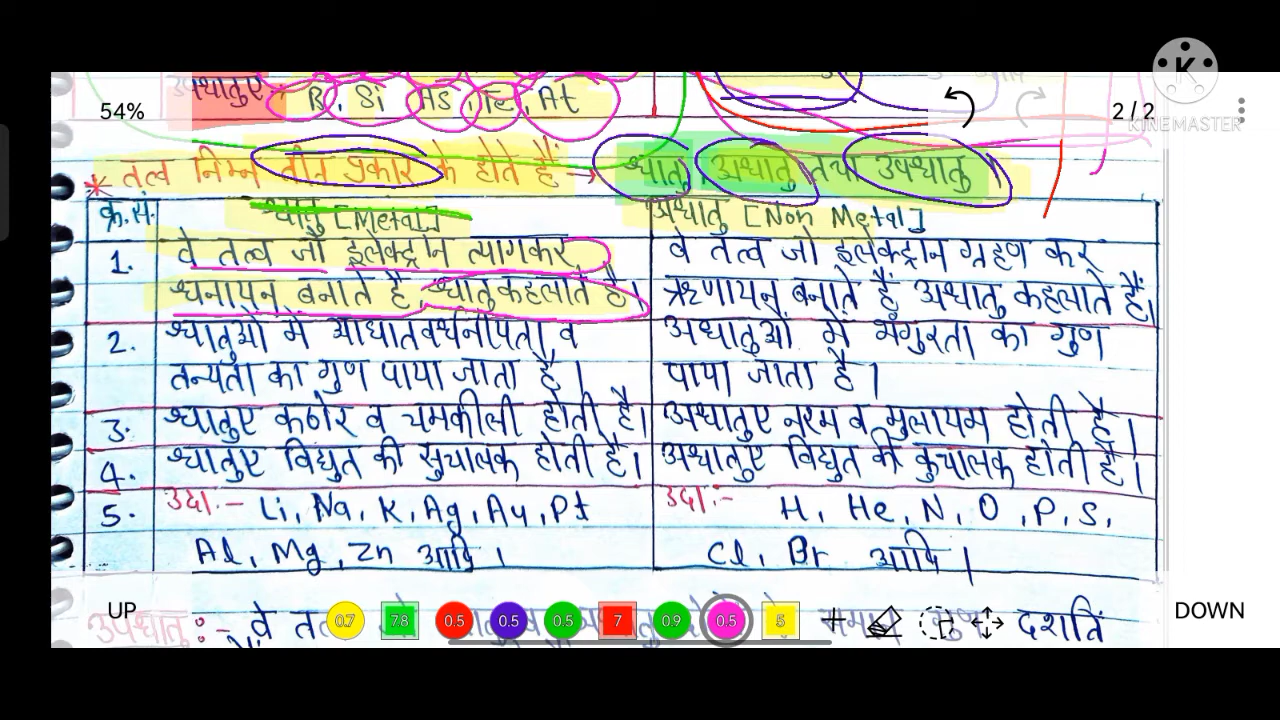 54%
2/2
KINEMASTER
उपधातुए B, Si, As, Te, At
* तत्व निम्न तीन प्रकार के होते हैं → धातु, अधातु तथा उपधातु।
क्र.सं. धातु [Metal] अधातु [Non Metal]
1. वे तत्व जो इलेक्ट्रॉन त्यागकर वे तत्व जो इलेक्ट्रॉन ग्रहण कर
धनायन बनाते है, धातु कहलाते है। ऋणायन बनाते हैं अधातु कहलाते हैं।
2. धातुओं में आघातवर्धनीयता व अधातुओं में भंगुरता का गुण
तन्यता का गुण पाया जाता है। पाया जाता है।
3. धातुए कठोर व चमकीली होती है। अधातुए नरम व मुलायम होती है।
4. धातुए विद्युत की सुचालक होती है। अधातुए विद्युत की कुचालक होती है।
5. उदा:- Li, Na, K, Ag, Au, Pt उदा:- H, He, N, O, P, S,
Al, Mg, Zn आदि। Cl, Br आदि।
उपधातु:- वे दर्शाते
UP 0.7 7.8 0.5 0.5 0.5 7 0.9 0.5 5 DOWN